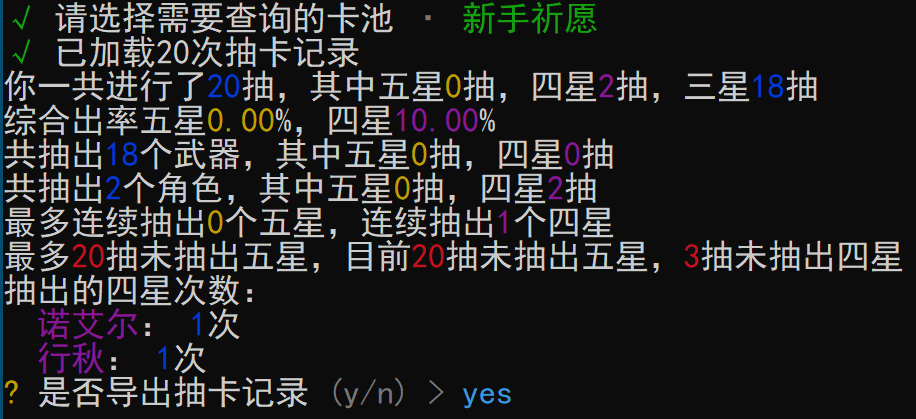 √ 请选择需要查询的卡池 · 新手祈愿
√ 已加载20次抽卡记录
你一共进行了20抽，其中五星0抽，四星2抽，三星18抽
综合出率五星0.00%，四星10.00%
共抽出18个武器，其中五星0抽，四星0抽
共抽出2个角色，其中五星0抽，四星2抽
最多连续抽出0个五星，连续抽出1个四星
最多20抽未抽出五星，目前20抽未抽出五星，3抽未抽出四星
抽出的四星次数：
诺艾尔： 1次
行秋： 1次
? 是否导出抽卡记录 (y/n) > yes